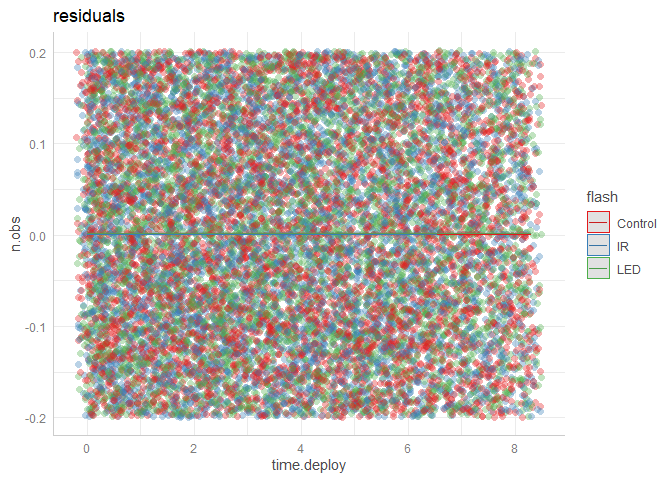 residuals
0.2
0.1
0.0
-0.1
-0.2
n.obs
0
2
4
6
8
time.deploy
flash
Control
IR
LED